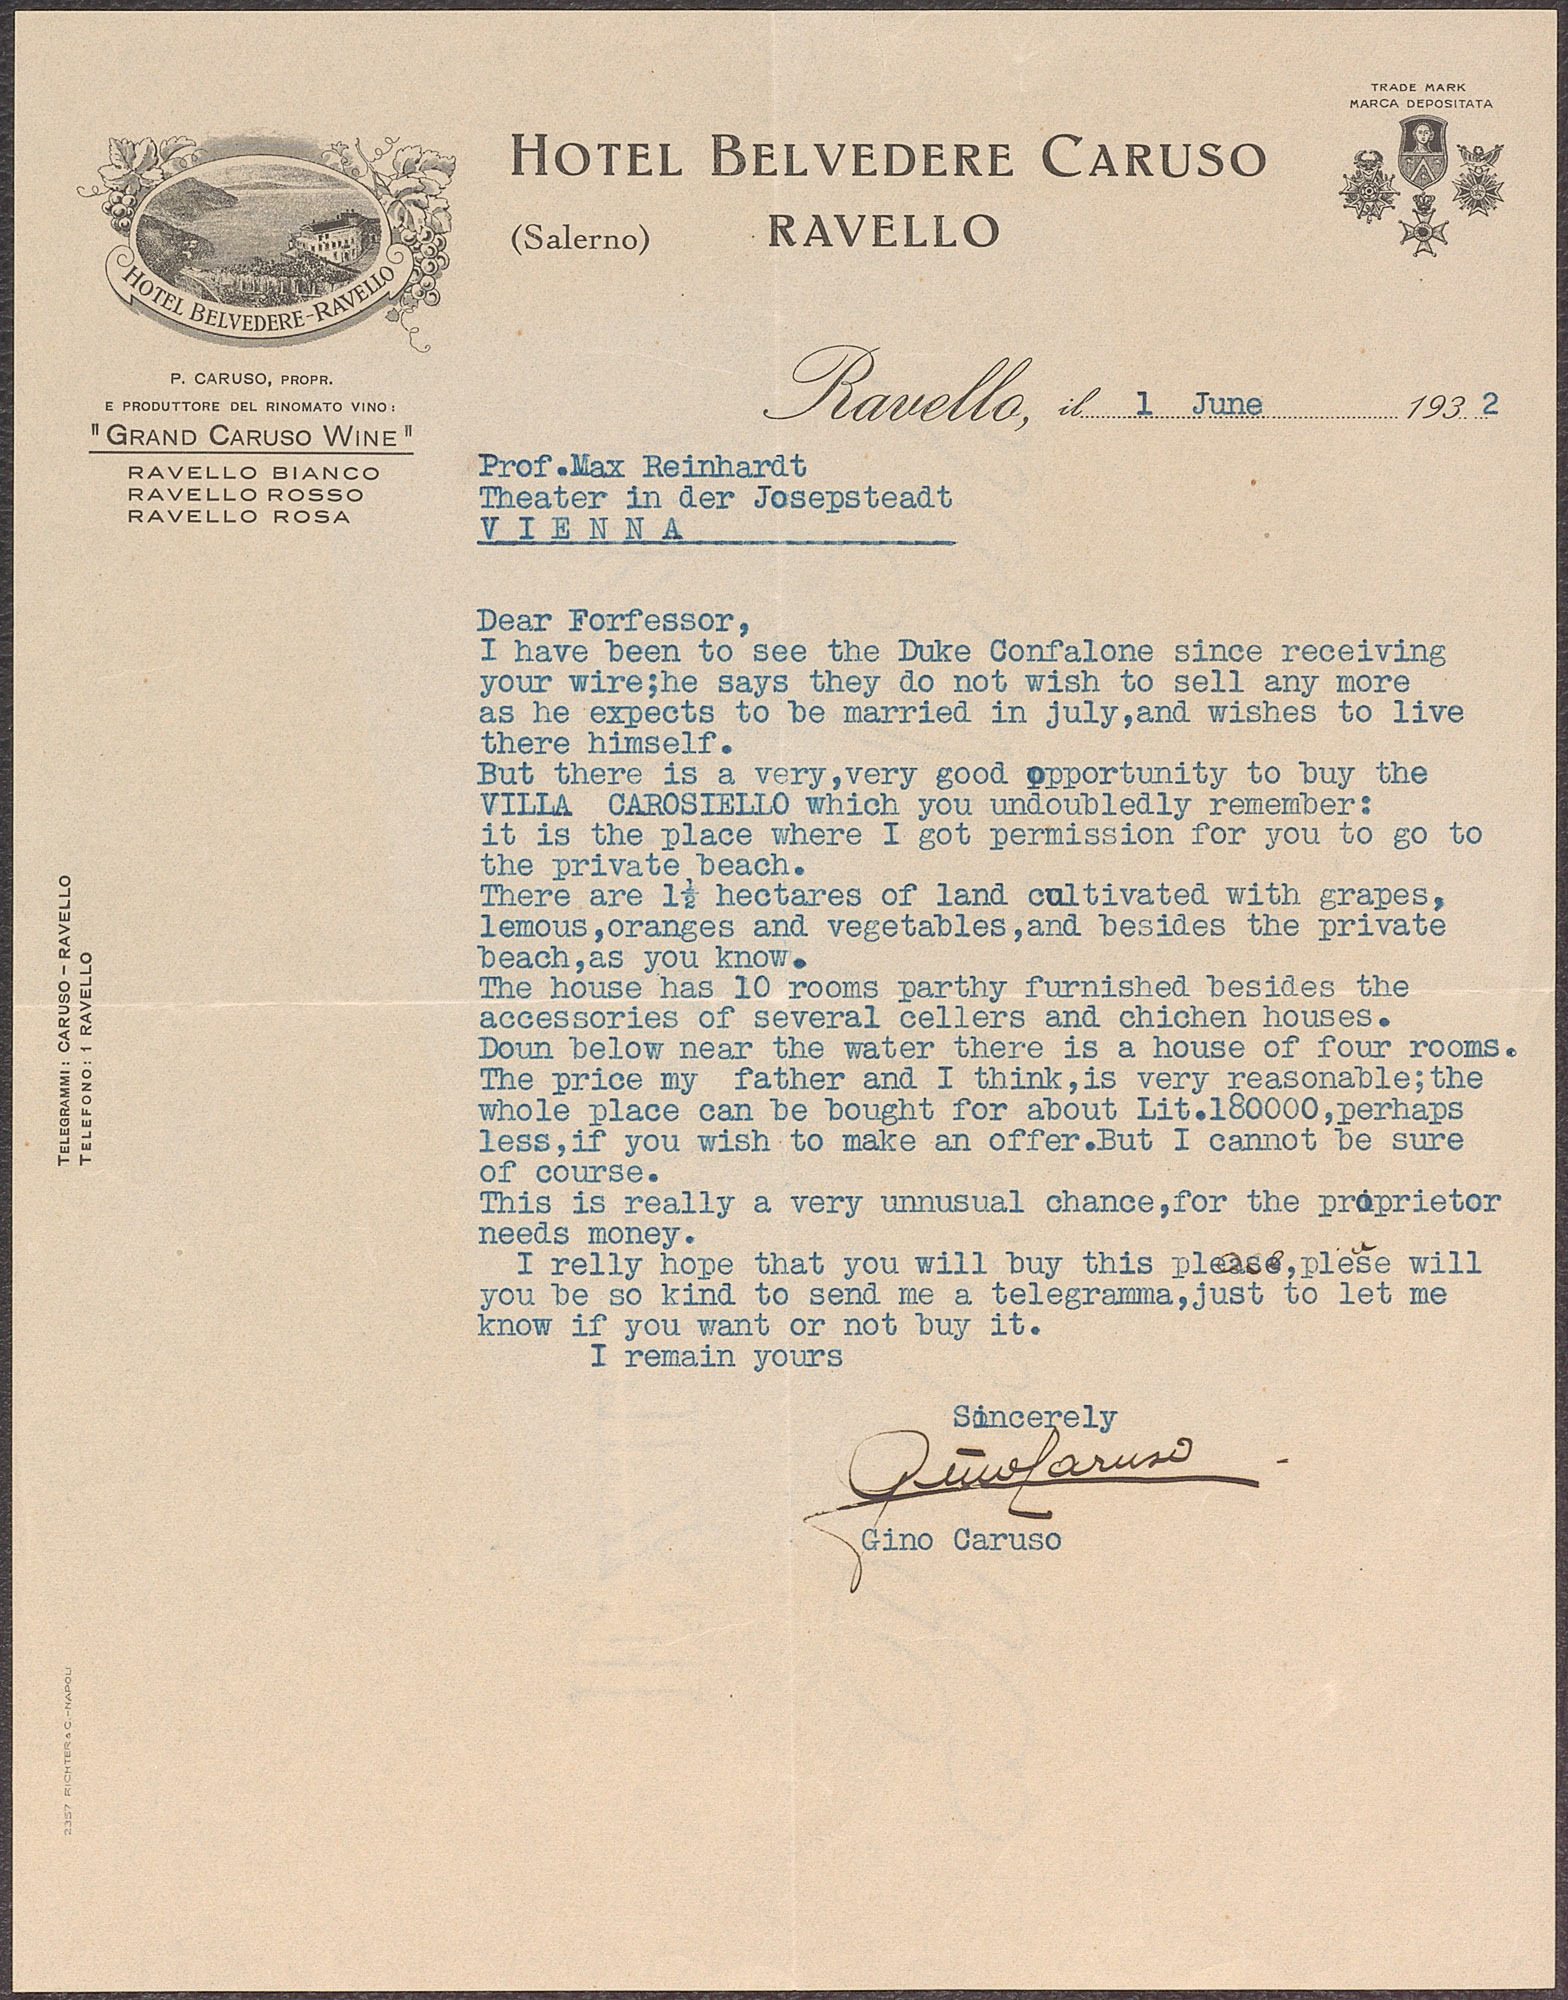 TRADE MARK
MARCA DEPOSITATA
HOTEL BELVEDERE CARUSO
(Salerno) RAVELLO
HOTEL BELVEDERE-RAVELLO
P. CARUSO, PROPR.
E PRODUTTORE DEL RINOMATO VINO:
"GRAND CARUSO WINE"
RAVELLO BIANCO
RAVELLO ROSSO
RAVELLO ROSA
Ravello, il 1 June 1932
Prof.Max Reinhardt
Theater in der Josepsteadt
V I E N N A
Dear Forfessor,
I have been to see the Duke Confalone since receiving
your wire;he says they do not wish to sell any more
as he expects to be married in july,and wishes to live
there himself.
But there is a very,very good opportunity to buy the
VILLA CAROSIELLO which you undoubledly remember:
it is the place where I got permission for you to go to
the private beach.
There are 1½ hectares of land cultivated with grapes,
lemous,oranges and vegetables,and besides the private
beach,as you know.
The house has 10 rooms parthy furnished besides the
accessories of several cellers and chichen houses.
Doun below near the water there is a house of four rooms.
The price my father and I think,is very reasonable;the
whole place can be bought for about Lit.180000,perhaps
less,if you wish to make an offer.But I cannot be sure
of course.
This is really a very unnusual chance,for the proprietor
needs money.
I relly hope that you will buy this please,plese will
you be so kind to send me a telegramma,just to let me
know if you want or not buy it.
I remain yours
Sincerely
Gino Caruso
Gino Caruso
TELEGRAMMI: CARUSO - RAVELLO
TELEFONO: 1 RAVELLO
2357 RICHTER & C.-NAPOLI